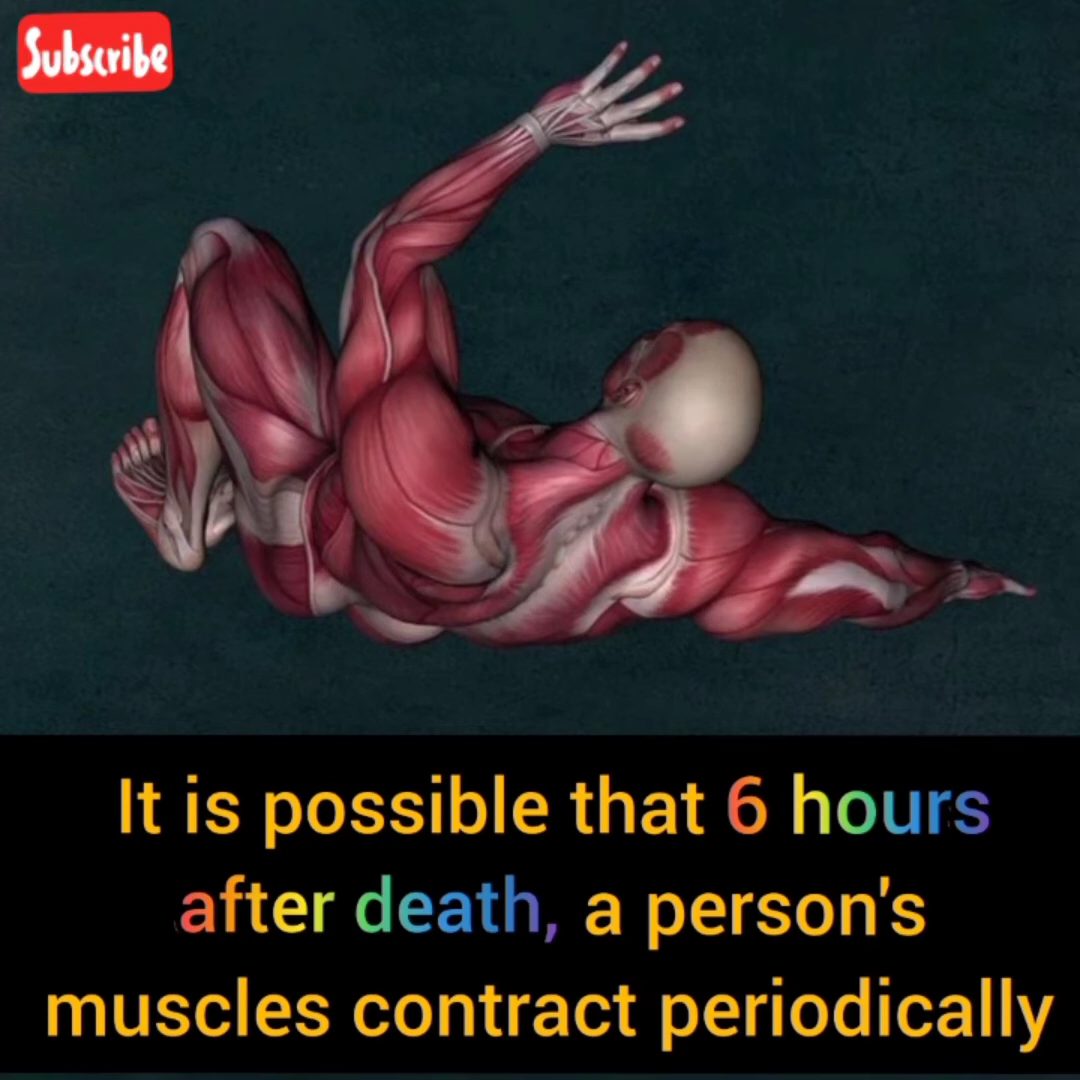 Subscribe
It is possible that 6 hours
after death, a person's
muscles contract periodically